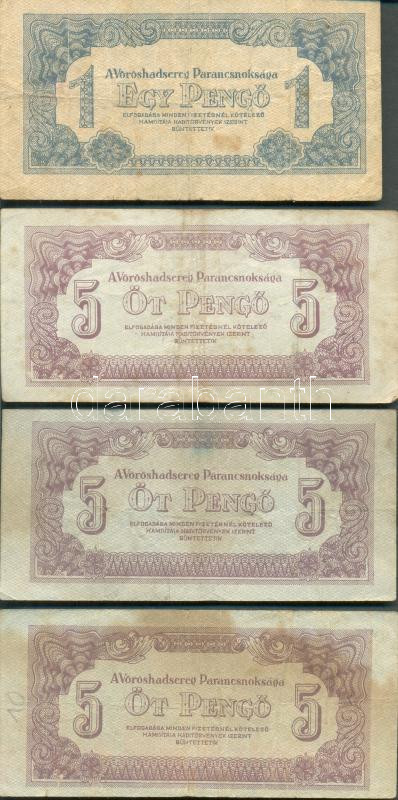 A Vöröshadsereg Parancsnoksága
1 EGY PENGŐ 1
ELFOGADÁSA MINDEN FIZETÉSNÉL KÖTELEZŐ
HAMISÍTÁSA HADITÖRVÉNYEK SZERINT
BÜNTETTETIK
A Vöröshadsereg Parancsnoksága
5 ÖT PENGŐ 5
ELFOGADÁSA MINDEN FIZETÉSNÉL KÖTELEZŐ
HAMISÍTÁSA HADITÖRVÉNYEK SZERINT
BÜNTETTETIK
darabanth
A Vöröshadsereg Parancsnoksága
5 ÖT PENGŐ 5
ELFOGADÁSA MINDEN FIZETÉSNÉL KÖTELEZŐ
HAMISÍTÁSA HADITÖRVÉNYEK SZERINT
BÜNTETTETIK
A Vöröshadsereg Parancsnoksága
5 ÖT PENGŐ 5
ELFOGADÁSA MINDEN FIZETÉSNÉL KÖTELEZŐ
HAMISÍTÁSA HADITÖRVÉNYEK SZERINT
BÜNTETTETIK